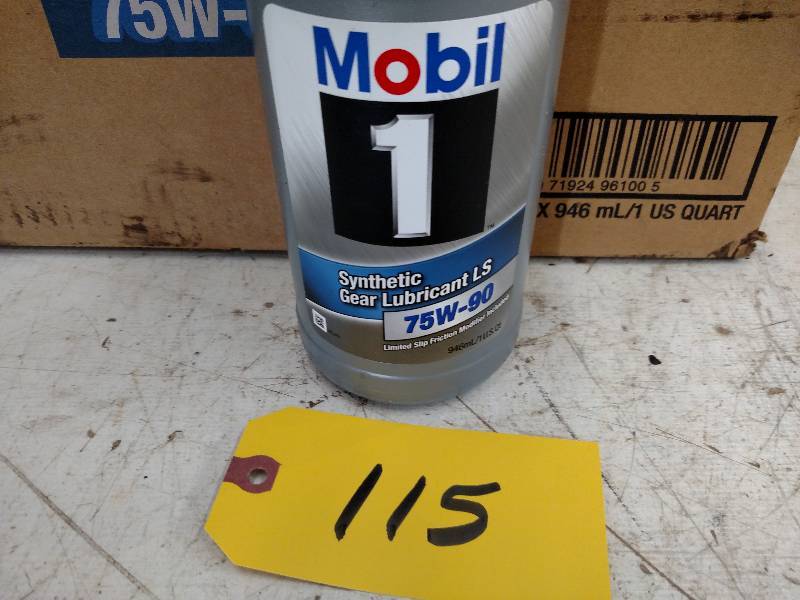 75W-
Mobil
1
™
71924 96100 5
X 946 mL/1 US QUART
Synthetic
Gear Lubricant LS
75W-90
Limited Slip Friction Modifier Included
946mL/1 U.S. Qt
115